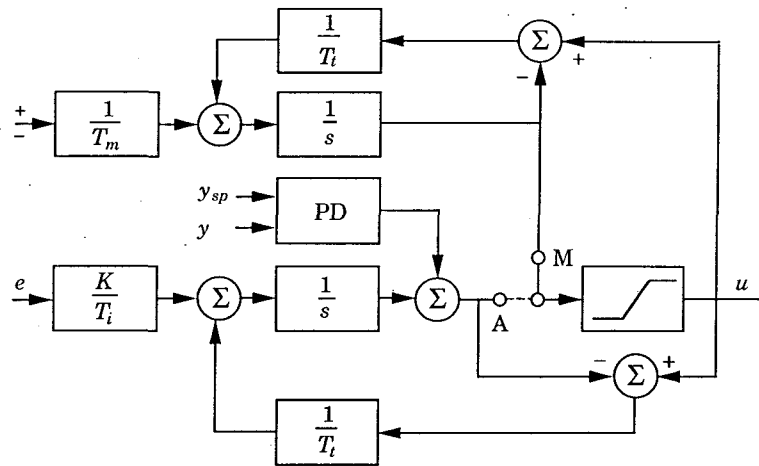 1
T_t
Σ
−
+
+
−
1
T_m
Σ
1
s
y_sp
y
PD
M
e
K
T_i
Σ
1
s
Σ
A
u
−
Σ
+
1
T_t